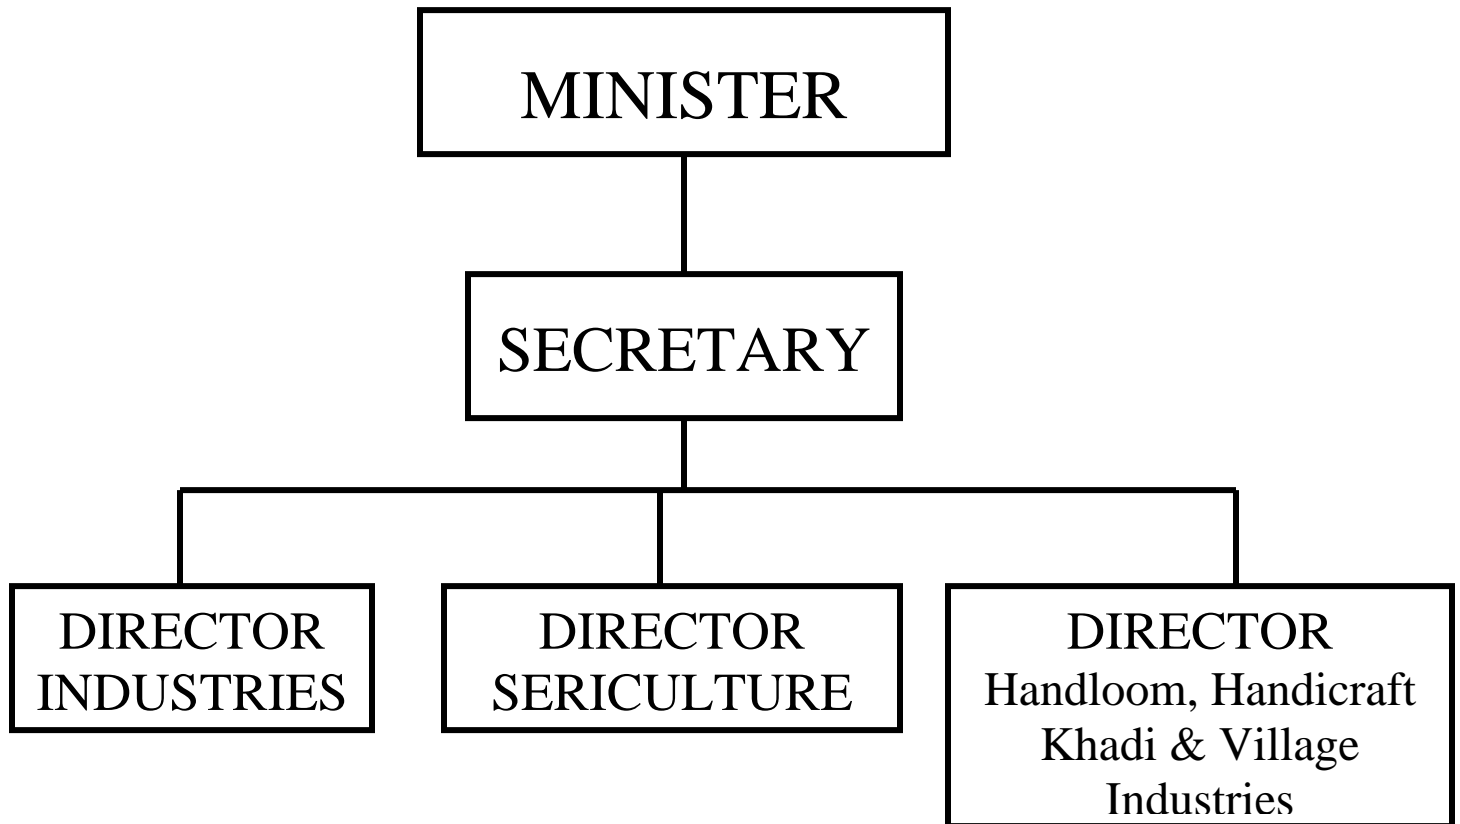 MINISTER
SECRETARY
DIRECTOR
INDUSTRIES
DIRECTOR
SERICULTURE
DIRECTOR
Handloom, Handicraft
Khadi & Village
Industries